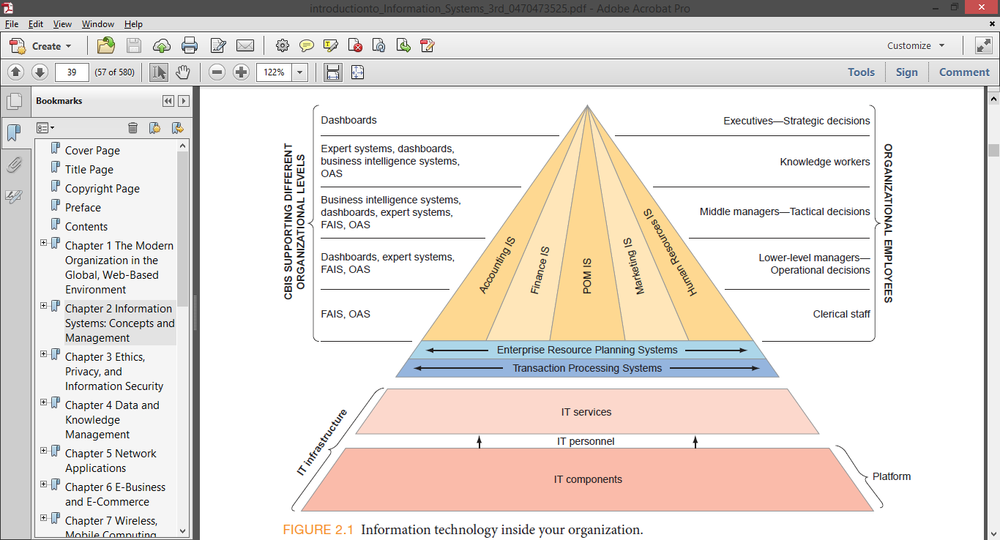 introductionto_Information_Systems_3rd_0470473525.pdf - Adobe Acrobat Pro
File Edit View Window Help
Create
Customize
39 (57 of 580)
122%
Tools Sign Comment
Bookmarks
Cover Page
Title Page
Copyright Page
Preface
Contents
Chapter 1 The Modern
Organization in the
Global, Web-Based
Environment
Chapter 2 Information
Systems: Concepts and
Management
Chapter 3 Ethics,
Privacy, and
Information Security
Chapter 4 Data and
Knowledge
Management
Chapter 5 Network
Applications
Chapter 6 E-Business
and E-Commerce
Chapter 7 Wireless,
Mobile Computing
CBIS SUPPORTING DIFFERENT
ORGANIZATIONAL LEVELS
Dashboards
Expert systems, dashboards,
business intelligence systems,
OAS
Business intelligence systems,
dashboards, expert systems,
FAIS, OAS
Dashboards, expert systems,
FAIS, OAS
FAIS, OAS
Accounting IS
Finance IS
POM IS
Marketing IS
Human Resources IS
Executives—Strategic decisions
Knowledge workers
Middle managers—Tactical decisions
Lower-level managers—
Operational decisions
Clerical staff
ORGANIZATIONAL EMPLOYEES
Enterprise Resource Planning Systems
Transaction Processing Systems
IT infrastructure
IT services
IT personnel
IT components
Platform
FIGURE 2.1 Information technology inside your organization.